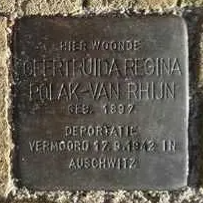 HIER WOONDE
GEERTRUIDA REGINA
POLAK-VAN RHIJN
GEB. 1897
DEPORTATIE
VERMOORD 17.9.1942 IN
AUSCHWITZ